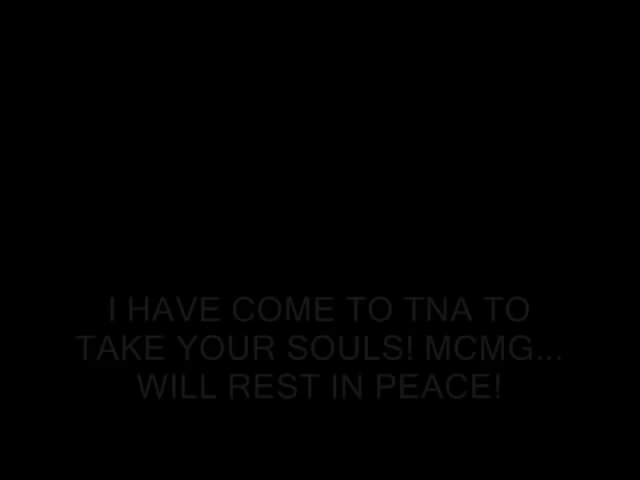 I HAVE COME TO TNA TO
TAKE YOUR SOULS! MCMG...
WILL REST IN PEACE!